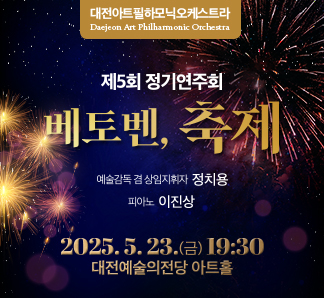 대전아트필하모닉오케스트라
Daejeon Art Philharmonic Orchestra
제5회 정기연주회
베토벤, 축제
예술감독 겸 상임지휘자 정치용
피아노 이진상
2025. 5. 23.(금) 19:30
대전예술의전당 아트홀